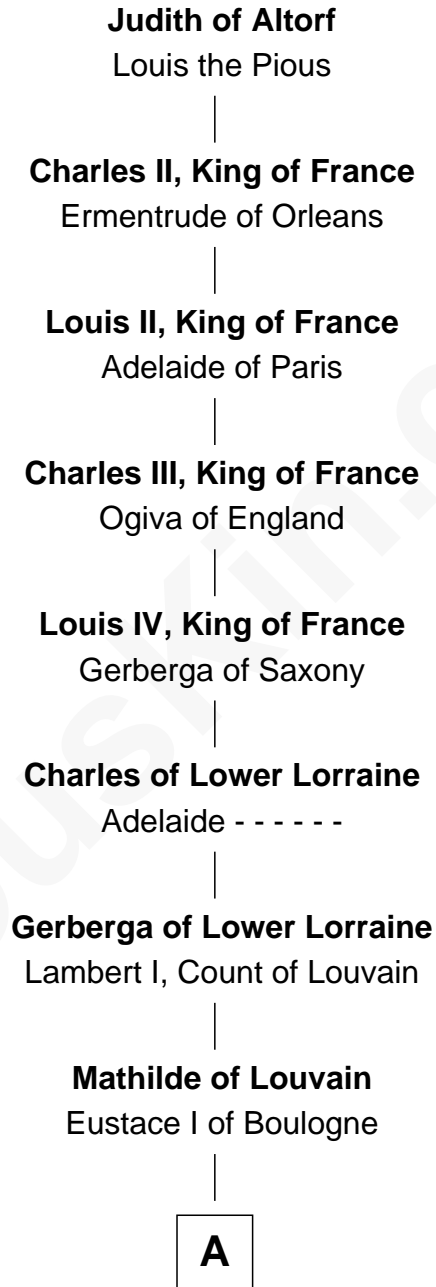 Judith of Altorf
Louis the Pious
Charles II, King of France
Ermentrude of Orleans
Louis II, King of France
Adelaide of Paris
Charles III, King of France
Ogiva of England
Louis IV, King of France
Gerberga of Saxony
Charles of Lower Lorraine
Adelaide - - - - - -
Gerberga of Lower Lorraine
Lambert I, Count of Louvain
Mathilde of Louvain
Eustace I of Boulogne
A